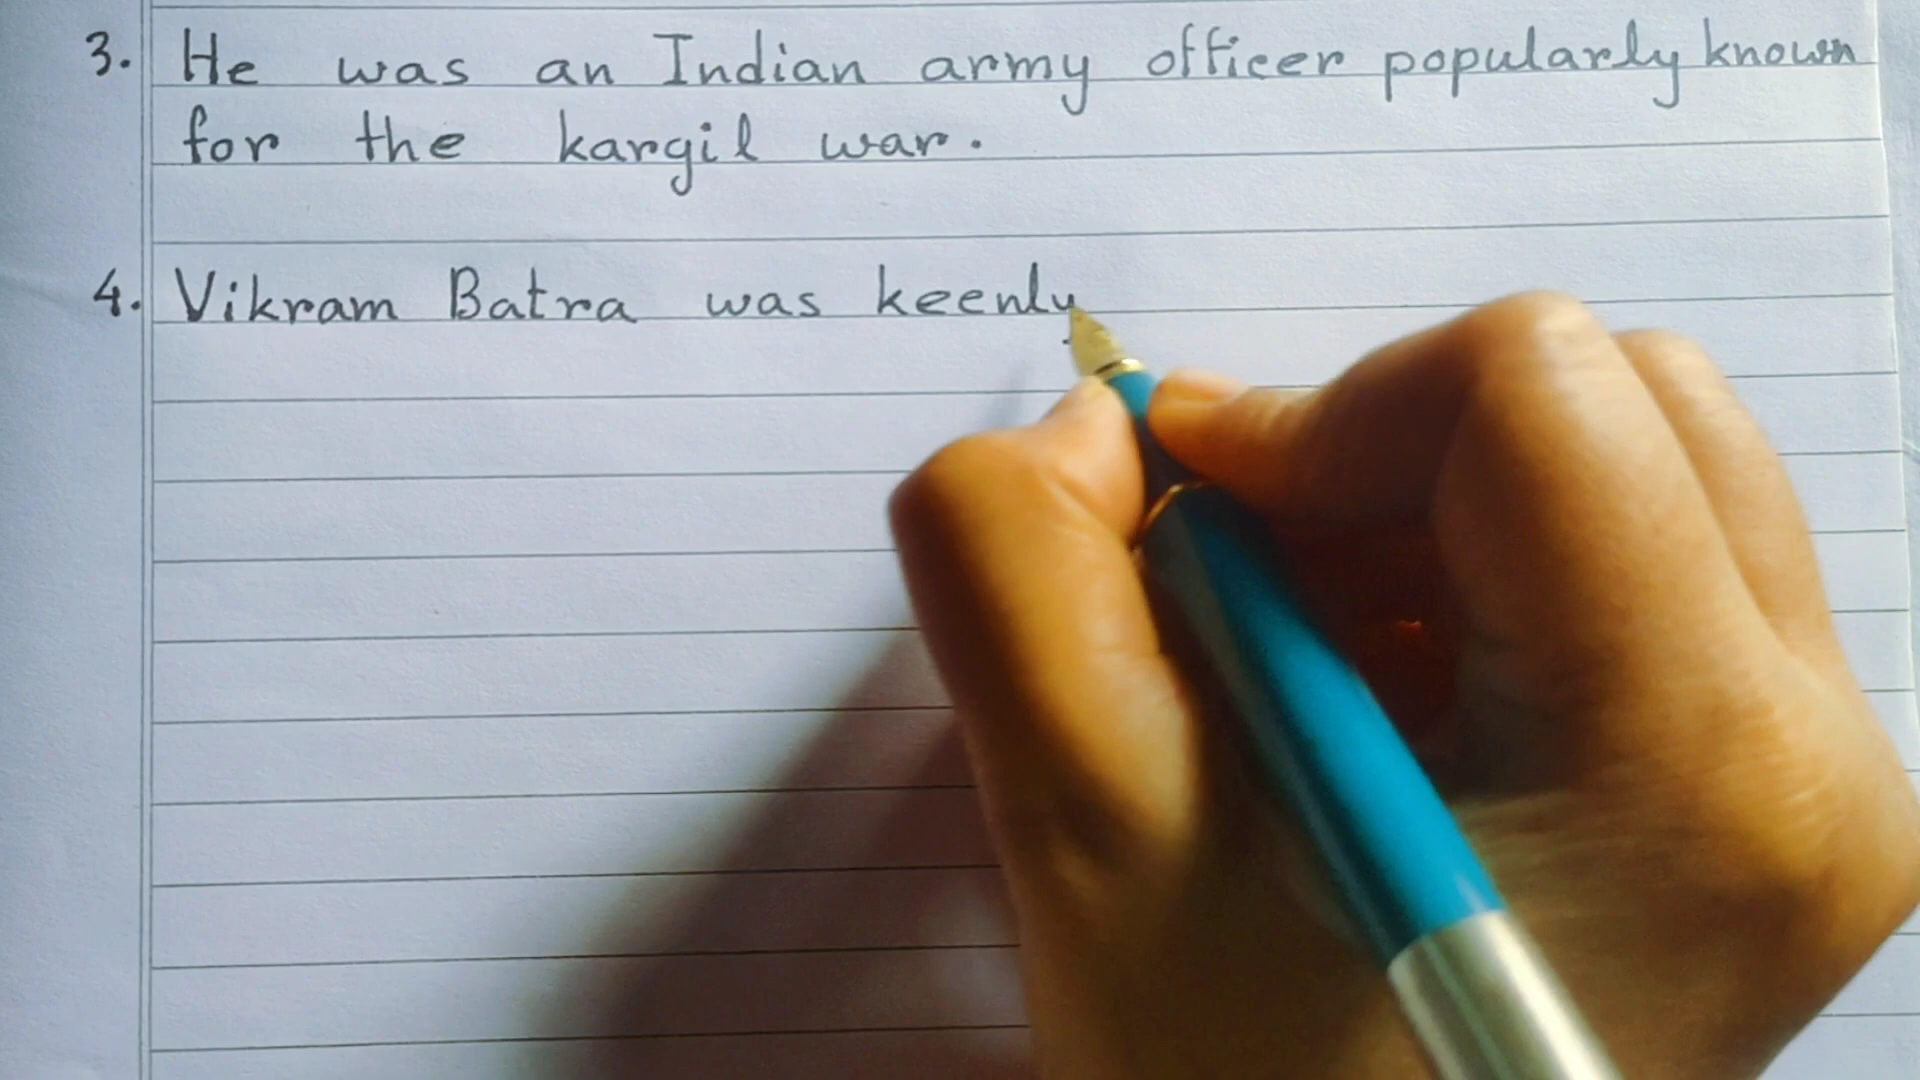 3. He was an Indian army officer popularly known
for the kargil war.
4. Vikram Batra was keenly